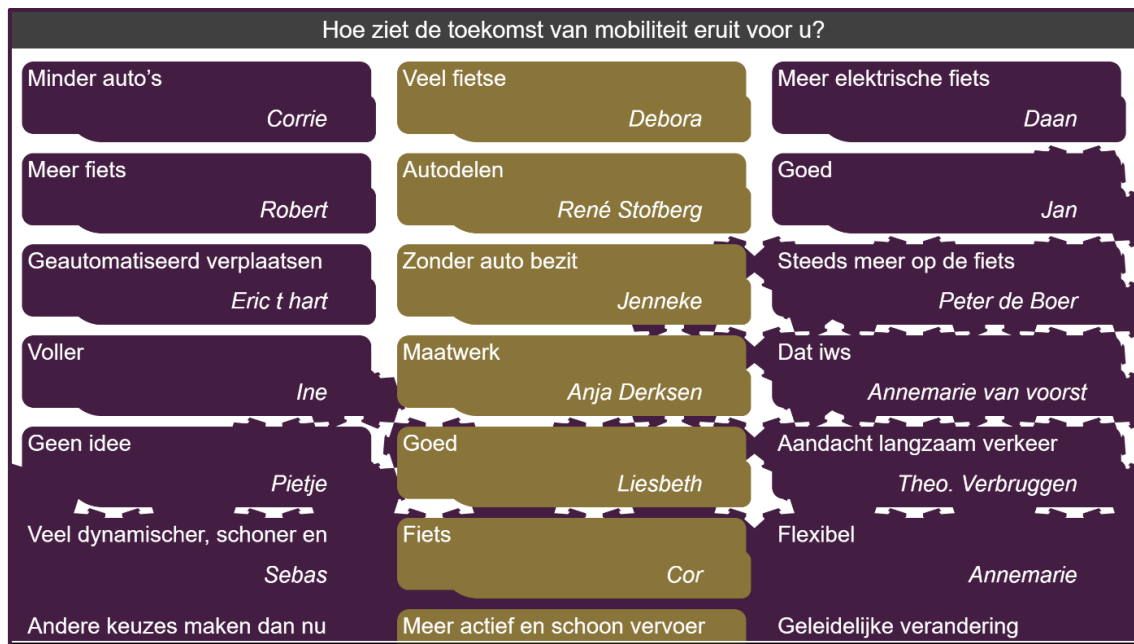 Hoe ziet de toekomst van mobiliteit eruit voor u?
Minder auto's
Corrie
Veel fietse
Debora
Meer elektrische fiets
Daan
Meer fiets
Robert
Autodelen
René Stofberg
Goed
Jan
Geautomatiseerd verplaatsen
Eric t hart
Zonder auto bezit
Jenneke
Steeds meer op de fiets
Peter de Boer
Voller
Ine
Maatwerk
Anja Derksen
Dat iws
Annemarie van voorst
Geen idee
Pietje
Goed
Liesbeth
Aandacht langzaam verkeer
Theo. Verbruggen
Veel dynamischer, schoner en
Sebas
Fiets
Cor
Flexibel
Annemarie
Andere keuzes maken dan nu
Meer actief en schoon vervoer
Geleidelijke verandering